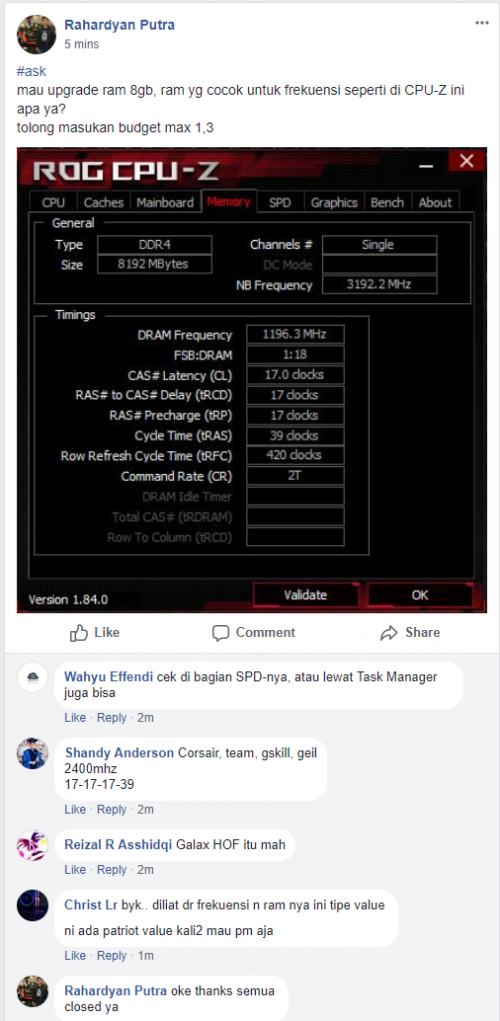 Rahardyan Putra
5 mins
#ask
mau upgrade ram 8gb, ram yg cocok untuk frekuensi seperti di CPU-Z ini
apa ya?
tolong masukan budget max 1,3
ROG CPU-Z
CPU Caches Mainboard Memory SPD Graphics Bench About
General
Type DDR4 Channels # Single
Size 8192 MBytes DC Mode
NB Frequency 3192.2 MHz
Timings
DRAM Frequency 1196.3 MHz
FSB:DRAM 1:18
CAS# Latency (CL) 17.0 clocks
RAS# to CAS# Delay (tRCD) 17 clocks
RAS# Precharge (tRP) 17 clocks
Cycle Time (tRAS) 39 clocks
Row Refresh Cycle Time (tRFC) 420 clocks
Command Rate (CR) 2T
DRAM Idle Timer
Total CAS# (tRDRAM)
Row To Column (tRCD)
Version 1.84.0 Validate OK
Like Comment Share
Wahyu Effendi cek di bagian SPD-nya, atau lewat Task Manager
juga bisa
Like · Reply · 2m
Shandy Anderson Corsair, team, gskill, geil
2400mhz
17-17-17-39
Like · Reply · 2m
Reizal R Asshidqi Galax HOF itu mah
Like · Reply · 2m
Christ Lr byk.. diliat dr frekuensi n ram nya ini tipe value
ni ada patriot value kali2 mau pm aja
Like · Reply · 1m
Rahardyan Putra oke thanks semua
closed ya